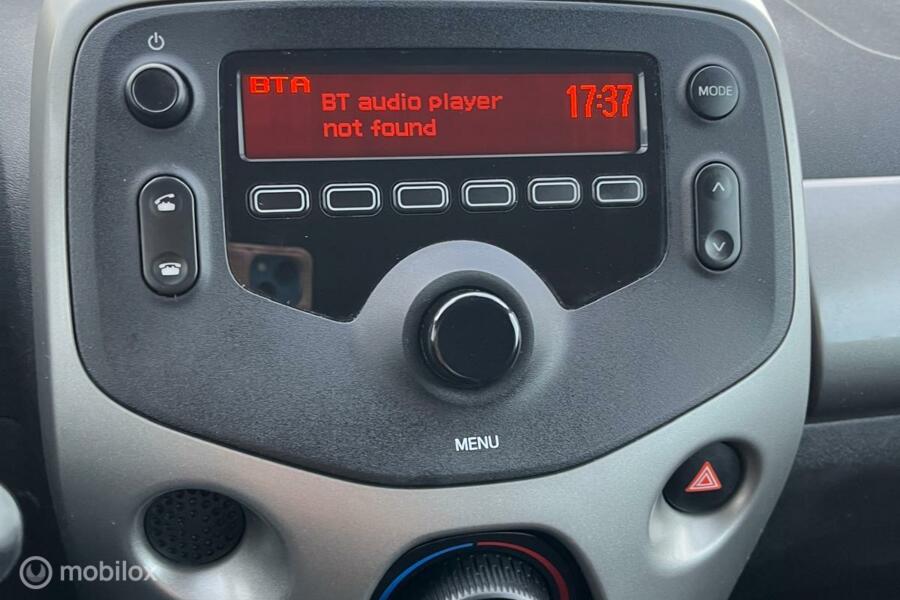 BTA
BT audio player
not found
17:37
MODE
MENU
mobilox